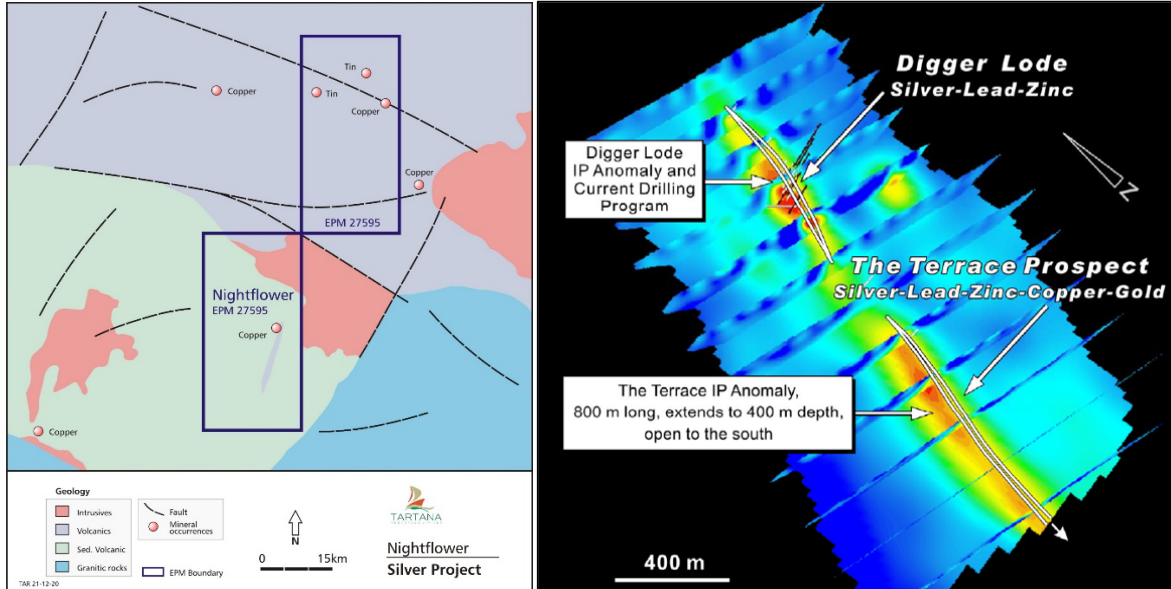 Tin
Copper
Tin
Copper
Copper
EPM 27595
Nightflower
EPM 27595
Copper
Copper
Geology
Intrusives
Volcanics
Sed. Volcanic
Granitic rocks
Fault
Mineral
occurrences
EPM Boundary
N
0 15km
TARTANA
Nightflower
Silver Project
TAR 21-12-20
Digger Lode
Silver-Lead-Zinc
Digger Lode
IP Anomaly and
Current Drilling
Program
N
The Terrace Prospect
Silver-Lead-Zinc-Copper-Gold
The Terrace IP Anomaly,
800 m long, extends to 400 m depth,
open to the south
400 m